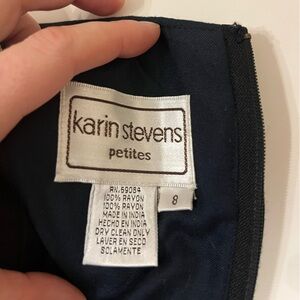 karin stevens
petites
8
RN.69084
100% RAYON
100% RAYON
MADE IN INDIA
HECHO EN INDIA
DRY CLEAN ONLY
LAVER EN SECO
SOLAMENTE